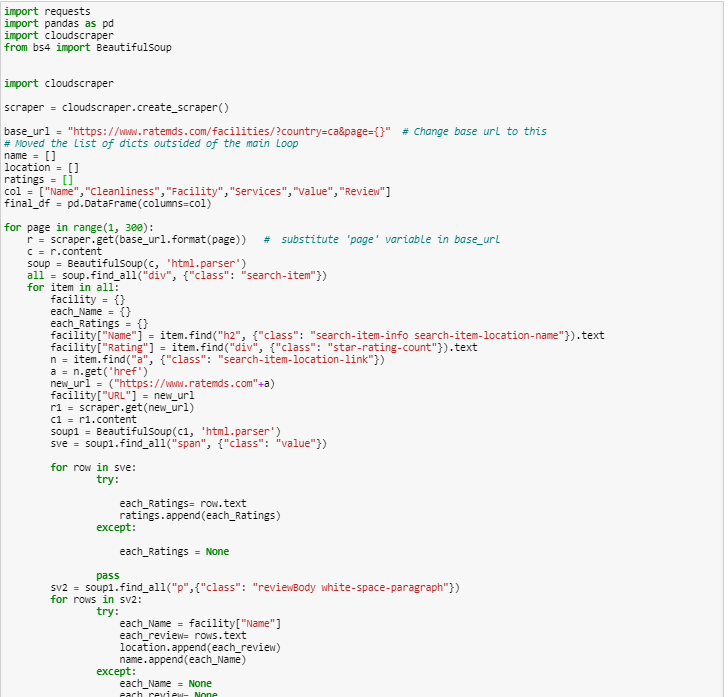 import requests
import pandas as pd
import cloudscraper
from bs4 import BeautifulSoup
import cloudscraper
scraper = cloudscraper.create_scraper()
base_url = "https://www.ratemds.com/facilities/?country=ca&page={}"  # Change base url to this
# Moved the list of dicts outsided of the main loop
name = []
location = []
ratings = []
col = ["Name","Cleanliness","Facility","Services","Value","Review"]
final_df = pd.DataFrame(columns=col)
for page in range(1, 300):
    r = scraper.get(base_url.format(page))   #  substitute 'page' variable in base_url
    c = r.content
    soup = BeautifulSoup(c, 'html.parser')
    all = soup.find_all("div", {"class": "search-item"})
    for item in all:
        facility = {}
        each_Name = {}
        each_Ratings = {}
        facility["Name"] = item.find("h2", {"class": "search-item-info search-item-location-name"}).text
        facility["Rating"] = item.find("div", {"class": "star-rating-count"}).text
        n = item.find("a", {"class": "search-item-location-link"})
        a = n.get('href')
        new_url = ("https://www.ratemds.com"+a)
        facility["URL"] = new_url
        r1 = scraper.get(new_url)
        c1 = r1.content
        soup1 = BeautifulSoup(c1, 'html.parser')
        sve = soup1.find_all("span", {"class": "value"})
        for row in sve:
                try:
                    each_Ratings= row.text
                    ratings.append(each_Ratings)
                except:
                    each_Ratings = None
                pass
        sv2 = soup1.find_all("p",{"class": "reviewBody white-space-paragraph"})
        for rows in sv2:
                try:
                    each_Name = facility["Name"]
                    each_review= rows.text
                    location.append(each_review)
                    name.append(each_Name)
                except:
                    each_Name = None
                    each_review= None